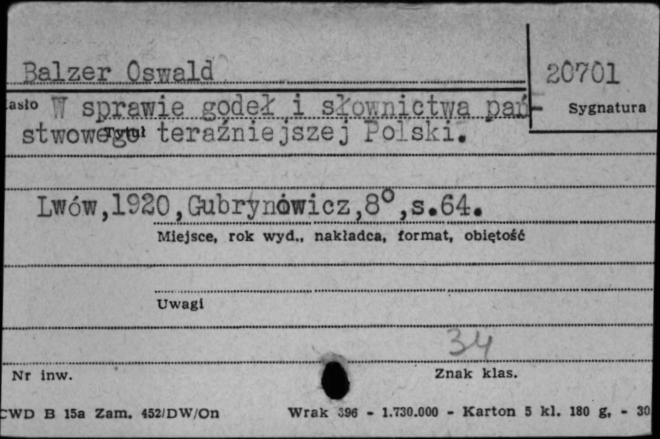 Balzer Oswald
20701
asło W sprawie godeł i słownictwa pań-
Sygnatura
stwowego Tytuł teraźniejszej Polski.
Lwów,1920,Gubrynowicz,8°,s.64.
Miejsce, rok wyd., nakładca, format, objętość
Uwagi
34
Nr inw.
Znak klas.
CWD B 15a Zam. 452/DW/On
Wrak 396 - 1.730.000 - Karton 5 kl. 180 g. - 30